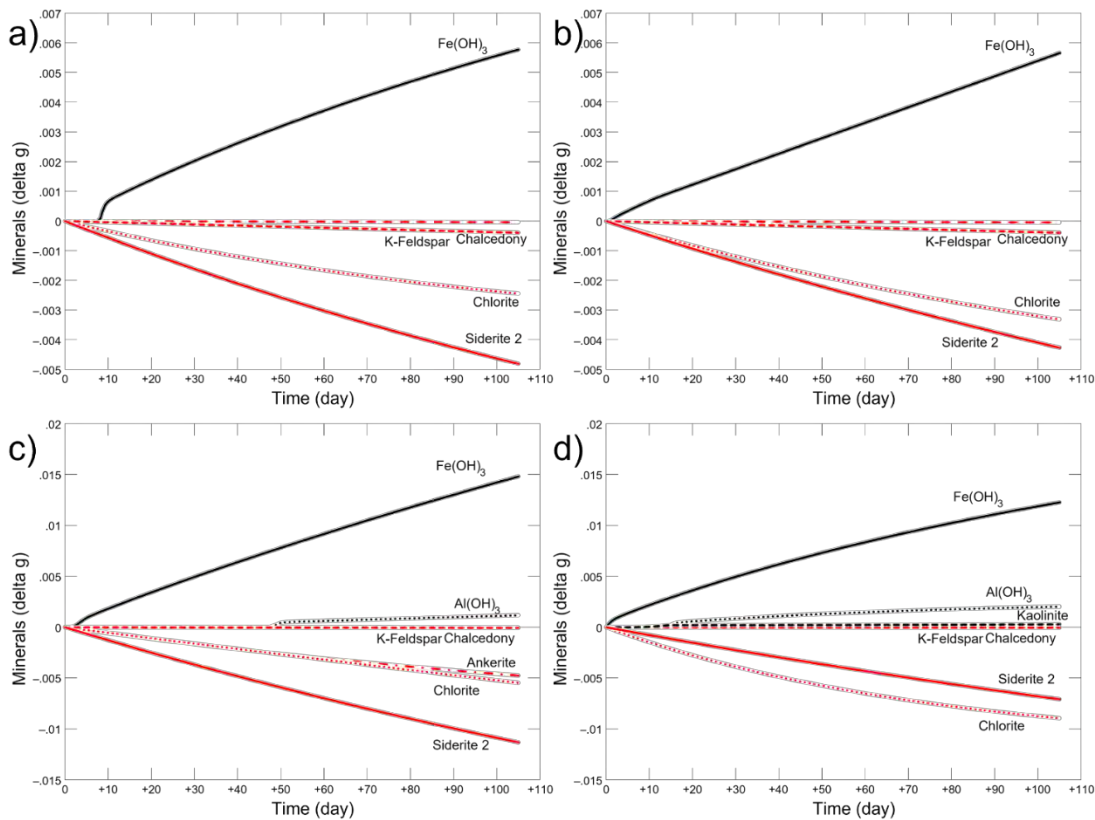 a)
.007
.006
.005
.004
.003
.002
.001
0
–.001
–.002
–.003
–.004
–.005
Minerals (delta g)
Fe(OH)3
K-Feldspar Chalcedony
Chlorite
Siderite 2
0 +10 +20 +30 +40 +50 +60 +70 +80 +90 +100 +110
Time (day)
b)
.007
.006
.005
.004
.003
.002
.001
0
–.001
–.002
–.003
–.004
–.005
Minerals (delta g)
Fe(OH)3
K-Feldspar Chalcedony
Chlorite
Siderite 2
0 +10 +20 +30 +40 +50 +60 +70 +80 +90 +100 +110
Time (day)
c)
.02
.015
.01
.005
0
–.005
–.01
–.015
Minerals (delta g)
Fe(OH)3
Al(OH)3
K-Feldspar Chalcedony
Ankerite
Chlorite
Siderite 2
0 +10 +20 +30 +40 +50 +60 +70 +80 +90 +100 +110
Time (day)
d)
.02
.015
.01
.005
0
–.005
–.01
–.015
Minerals (delta g)
Fe(OH)3
Al(OH)3
Kaolinite
K-Feldspar Chalcedony
Siderite 2
Chlorite
0 +10 +20 +30 +40 +50 +60 +70 +80 +90 +100 +110
Time (day)